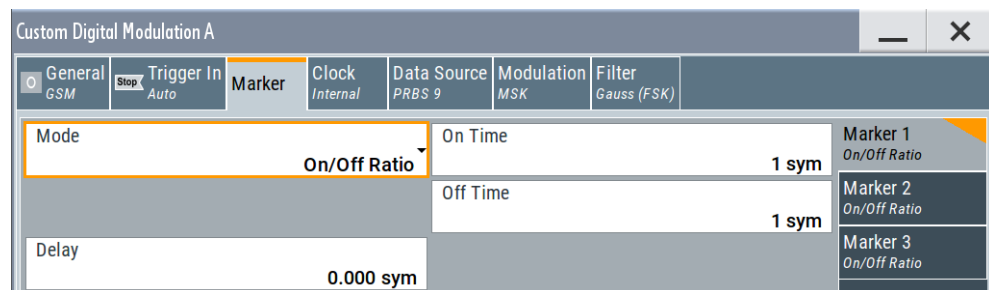 Custom Digital Modulation A
General
GSM
Stop
Trigger In
Auto
Marker
Clock
Internal
Data Source
PRBS 9
Modulation
MSK
Filter
Gauss (FSK)
Mode
On/Off Ratio
On Time
1 sym
Off Time
1 sym
Delay
0.000 sym
Marker 1
On/Off Ratio
Marker 2
On/Off Ratio
Marker 3
On/Off Ratio